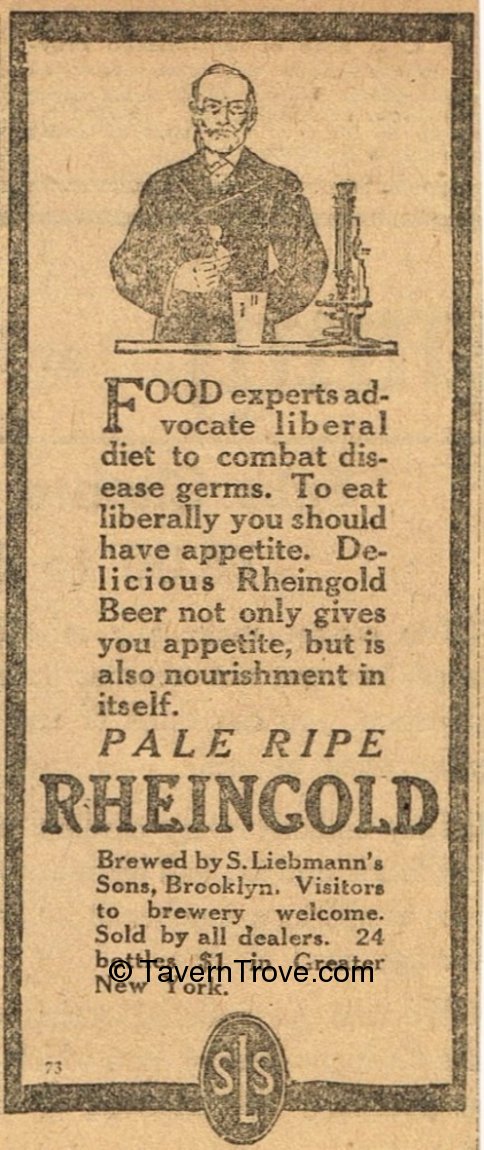 FOOD experts ad-
vocate liberal
diet to combat dis-
ease germs. To eat
liberally you should
have appetite. De-
licious Rheingold
Beer not only gives
you appetite, but is
also nourishment in
itself.
PALE RIPE
RHEINGOLD
Brewed by S. Liebmann's
Sons, Brooklyn. Visitors
to brewery welcome.
Sold by all dealers. 24
bottles $1 in Greater
© TavernTrove.com
New York.
73
SLS